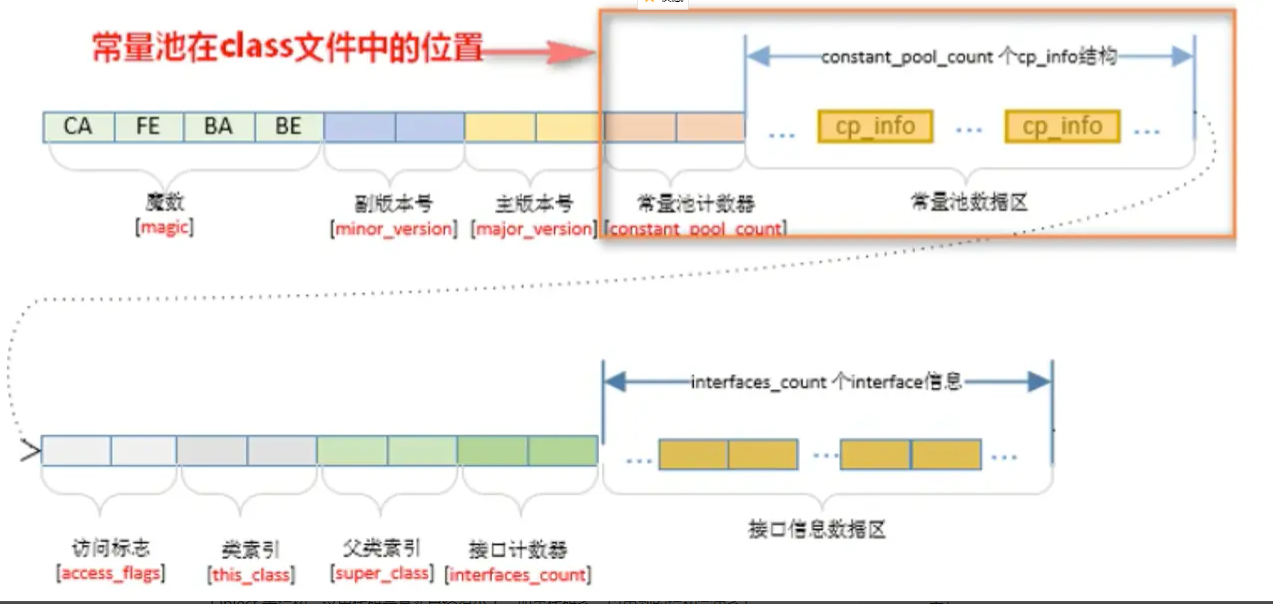 常量池在class文件中的位置
constant_pool_count 个cp_info结构
CA FE BA BE
... cp_info ... cp_info ...
魔数
[magic]
副版本号
[minor_version]
主版本号
[major_version]
常量池计数器
[constant_pool_count]
常量池数据区
interfaces_count 个interface信息
... ... ...
访问标志
[access_flags]
类索引
[this_class]
父类索引
[super_class]
接口计数器
[interfaces_count]
接口信息数据区